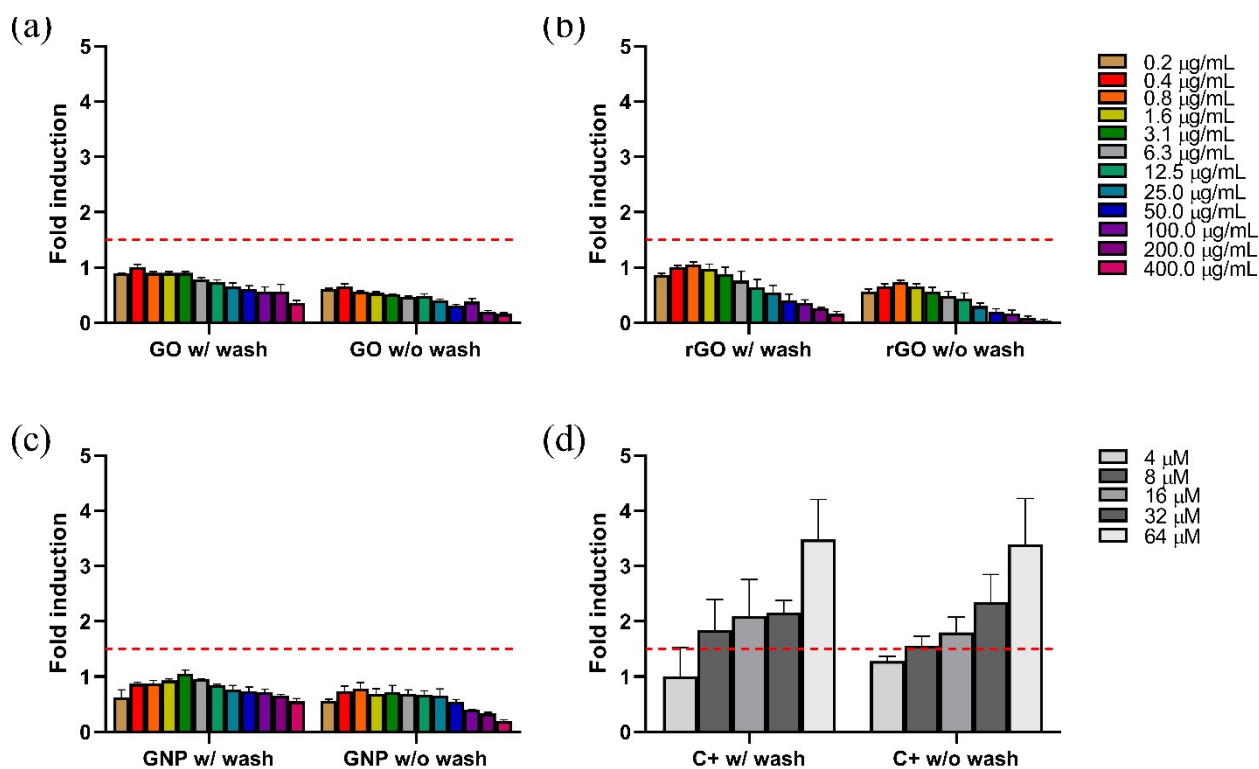 (a)
Fold induction
5
4
3
2
1
0
GO w/ wash
GO w/o wash
(b)
Fold induction
5
4
3
2
1
0
rGO w/ wash
rGO w/o wash
0.2 μg/mL
0.4 μg/mL
0.8 μg/mL
1.6 μg/mL
3.1 μg/mL
6.3 μg/mL
12.5 μg/mL
25.0 μg/mL
50.0 μg/mL
100.0 μg/mL
200.0 μg/mL
400.0 μg/mL
(c)
Fold induction
5
4
3
2
1
0
GNP w/ wash
GNP w/o wash
(d)
Fold induction
5
4
3
2
1
0
C+ w/ wash
C+ w/o wash
4 μM
8 μM
16 μM
32 μM
64 μM